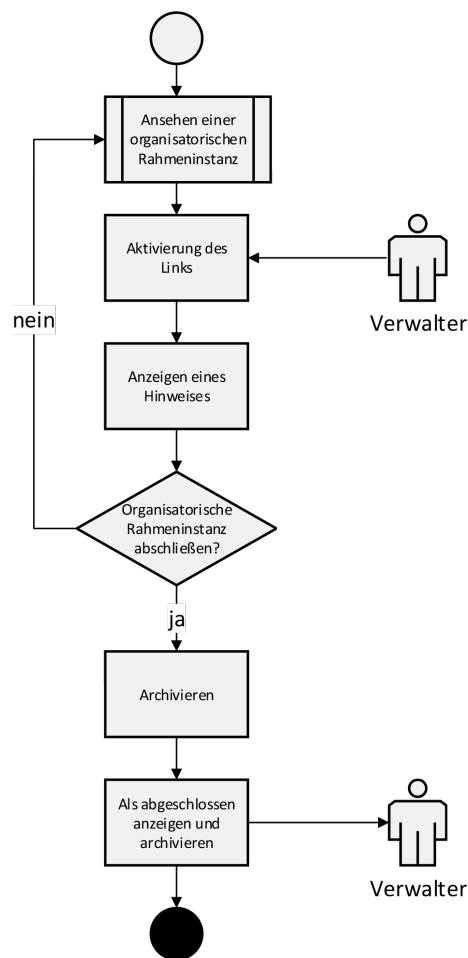 Ansehen einer
organisatorischen
Rahmeninstanz
Aktivierung des
Links
Verwalter
nein
Anzeigen eines
Hinweises
Organisatorische
Rahmeninstanz
abschließen?
ja
Archivieren
Als abgeschlossen
anzeigen und
archivieren
Verwalter